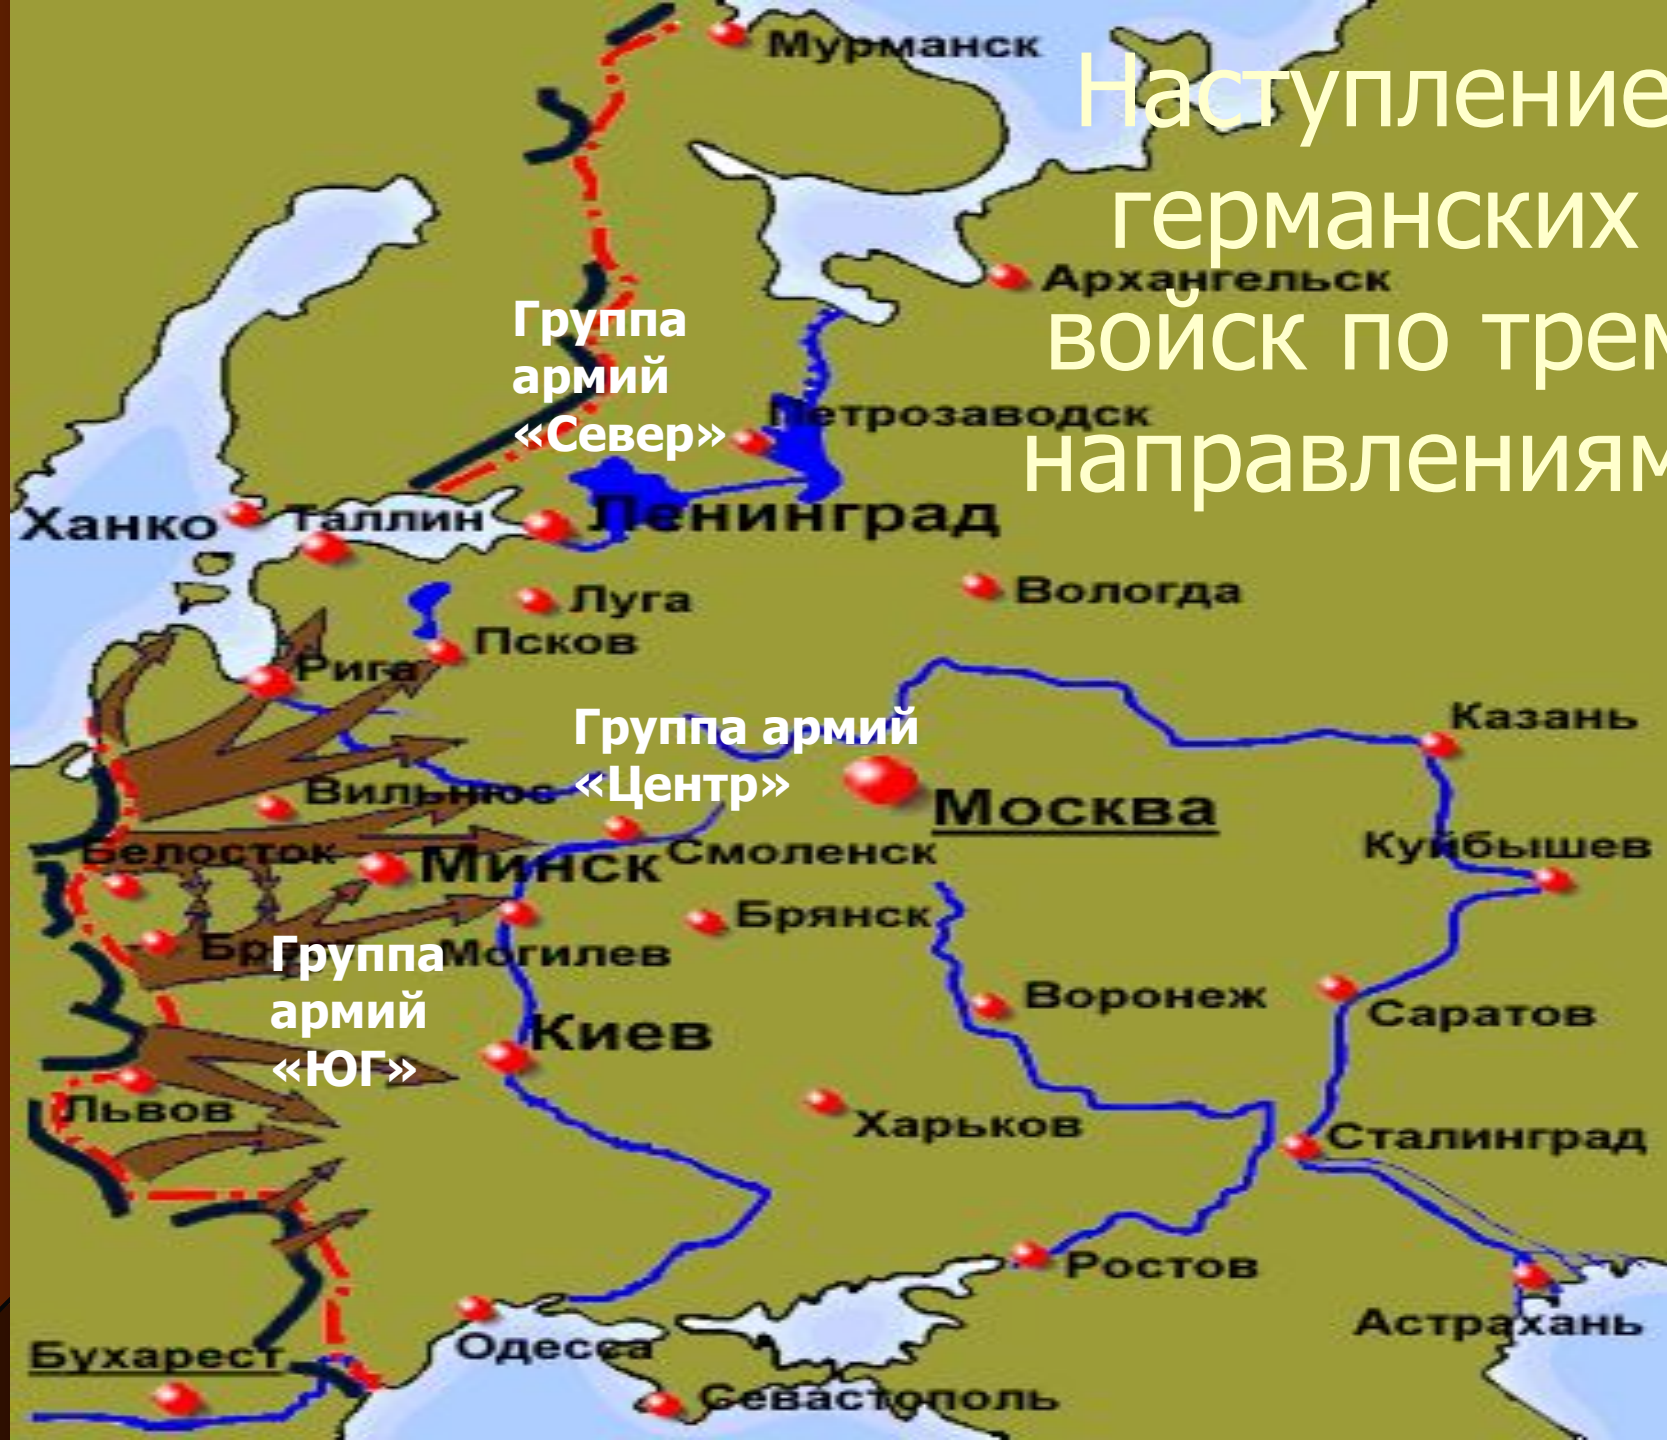 Мурманск
Наступление
германских
войск по трем
направлениям
Архангельск
Группа
армий
«Север»
Петрозаводск
Ленинград
Ханко
Таллин
Луга
Вологда
Псков
Рига
Группа армий
«Центр»
Казань
Вильнюс
Москва
Куйбышев
Белосток
Минск
Смоленск
Брянск
Брест
Могилев
Группа
армий
«ЮГ»
Воронеж
Саратов
Киев
Львов
Харьков
Сталинград
Ростов
Астрахань
Одесса
Бухарест
Севастополь